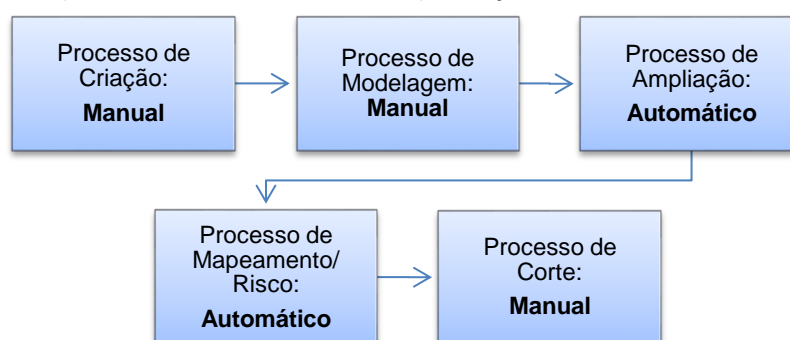 Processo de
Criação:
Manual
Processo de
Modelagem:
Manual
Processo de
Ampliação:
Automático
Processo de
Mapeamento/
Risco:
Automático
Processo de
Corte:
Manual